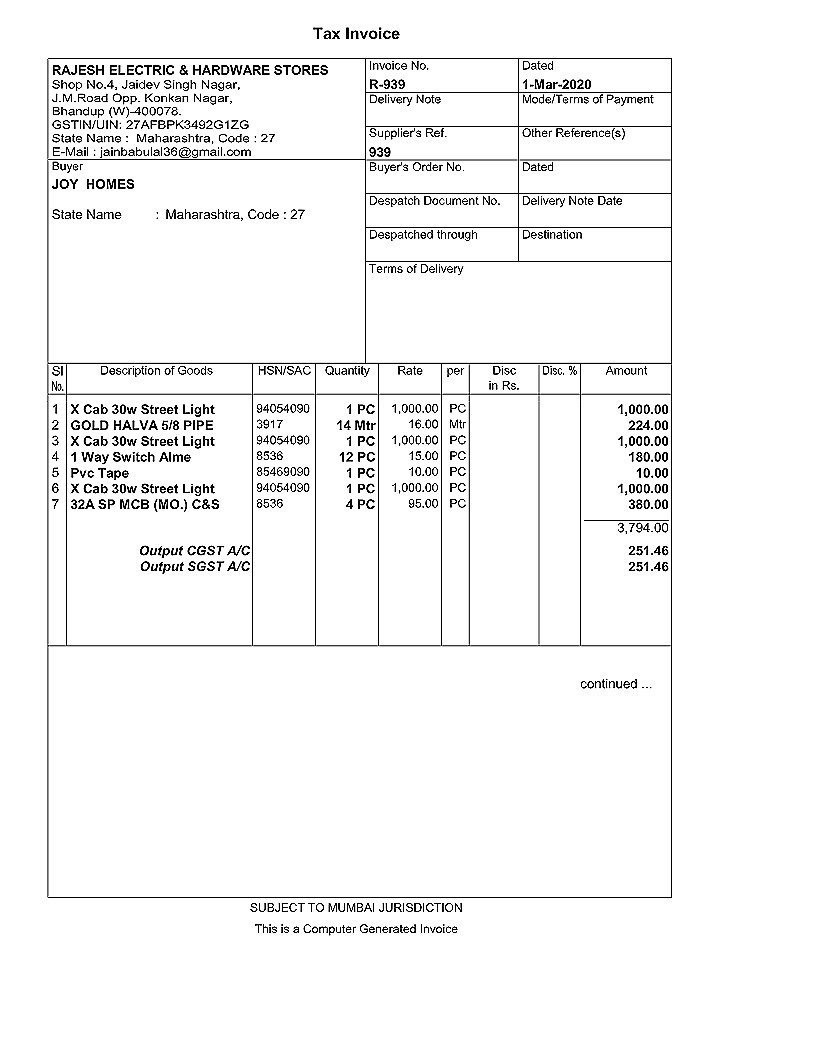 Tax Invoice
RAJESH ELECTRIC & HARDWARE STORES
Shop No.4, Jaidev Singh Nagar,
J.M.Road Opp. Konkan Nagar,
Bhandup (W)-400078.
GSTIN/UIN: 27AFBPK3492G1ZG
State Name : Maharashtra, Code : 27
E-Mail : jainbabulal36@gmail.com
Invoice No. Dated
R-939 1-Mar-2020
Delivery Note Mode/Terms of Payment
Supplier's Ref. Other Reference(s)
939
Buyer
JOY HOMES
State Name : Maharashtra, Code : 27
Buyer's Order No. Dated
Despatch Document No. Delivery Note Date
Despatched through Destination
Terms of Delivery
Sl Description of Goods HSN/SAC Quantity Rate per Disc Disc. % Amount
No. in Rs.
1 X Cab 30w Street Light 94054090 1 PC 1,000.00 PC 1,000.00
2 GOLD HALVA 5/8 PIPE 3917 14 Mtr 16.00 Mtr 224.00
3 X Cab 30w Street Light 94054090 1 PC 1,000.00 PC 1,000.00
4 1 Way Switch Alme 8536 12 PC 15.00 PC 180.00
5 Pvc Tape 85469090 1 PC 10.00 PC 10.00
6 X Cab 30w Street Light 94054090 1 PC 1,000.00 PC 1,000.00
7 32A SP MCB (MO.) C&S 8536 4 PC 95.00 PC 380.00
3,794.00
Output CGST A/C 251.46
Output SGST A/C 251.46
continued ...
SUBJECT TO MUMBAI JURISDICTION
This is a Computer Generated Invoice